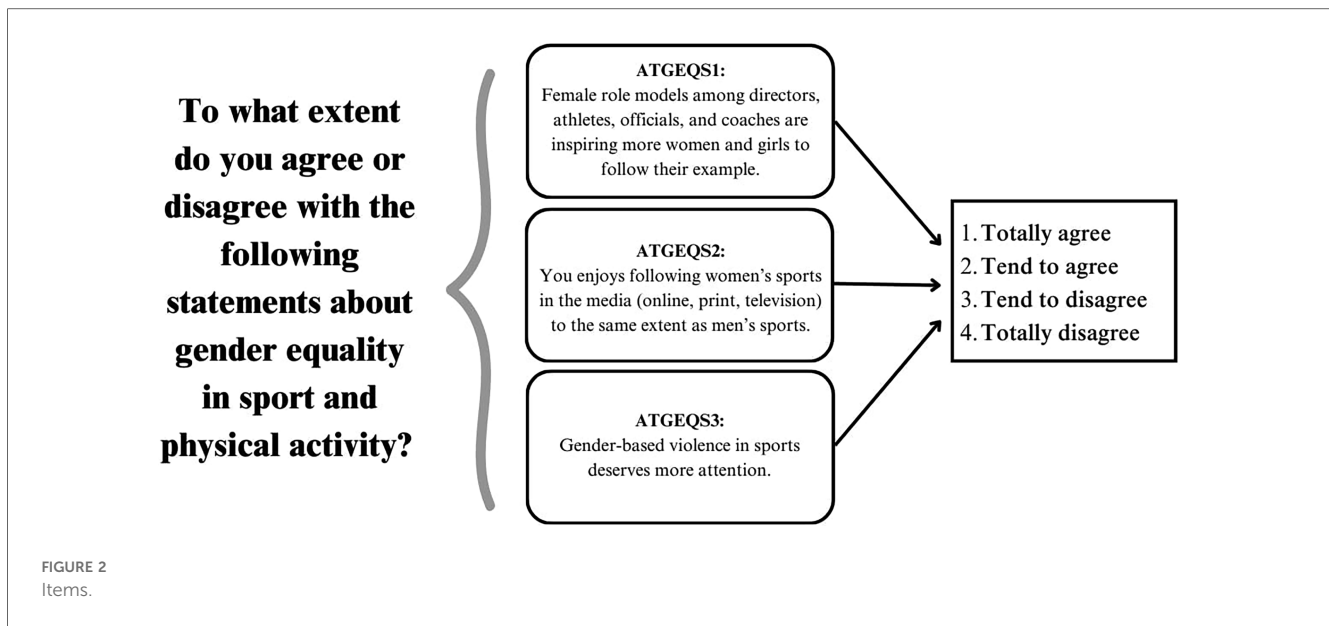 To what extent
do you agree or
disagree with the
following
statements about
gender equality
in sport and
physical activity?
ATGEQS1:
Female role models among directors,
athletes, officials, and coaches are
inspiring more women and girls to
follow their example.
ATGEQS2:
You enjoys following women's sports
in the media (online, print, television)
to the same extent as men's sports.
ATGEQS3:
Gender-based violence in sports
deserves more attention.
1. Totally agree
2. Tend to agree
3. Tend to disagree
4. Totally disagree
FIGURE 2
Items.